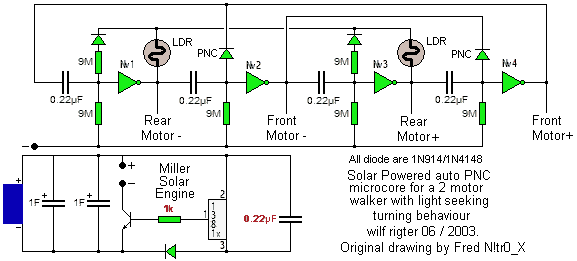 LDR
LDR
PNC
PNC
9M
Nv1
Nv2
9M
Nv3
Nv4
0.22µF
0.22µF
0.22µF
0.22µF
9M
9M
9M
9M
Rear
Motor -
Front
Motor -
Rear
Motor+
Front
Motor+
−
All diode are 1N914/1N4148
+
−
Miller
Solar
Engine
Solar Powered auto PNC
microcore for a 2 motor
walker with light seeking
turning behaviour
wilf rigter 06 / 2003.
Original drawing by Fred N!tr0_X
+
1F
+
1F
+
1k
2
1
3
8
1x
3
0.22µF